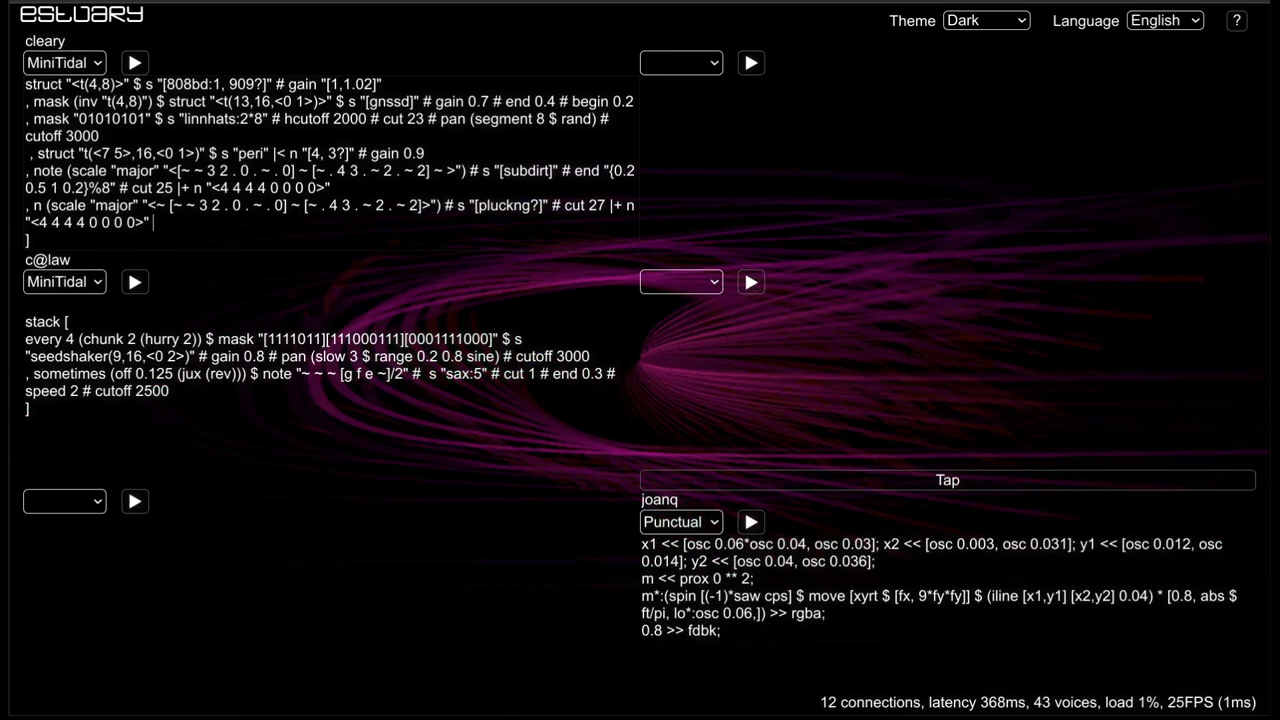 estuary
Theme Dark Language English ?
cleary
MiniTidal
struct "<t(4,8)>" $ s "[808bd:1, 909?]" # gain "[1,1.02]"
, mask (inv "t(4,8)") $ struct "<t(13,16,<0 1>)>" $ s "[gnssd]" # gain 0.7 # end 0.4 # begin 0.2
, mask "01010101" $ s "linnhats:2*8" # hcutoff 2000 # cut 23 # pan (segment 8 $ rand) #
cutoff 3000
, struct "t(<7 5>,16,<0 1>)" $ s "peri" |< n "[4, 3?]" # gain 0.9
, note (scale "major" "<[~ ~ 3 2 . 0 . ~ . 0] ~ [~ . 4 3 . ~ 2 . ~ 2] ~ >") # s "[subdirt]" # end "{0.2
0.5 1 0.2}%8" # cut 25 |+ n "<4 4 4 4 0 0 0 0>"
, n (scale "major" "<~ [~ ~ 3 2 . 0 . ~ . 0] ~ [~ . 4 3 . ~ 2 . ~ 2]>") # s "[pluckng?]" # cut 27 |+ n
"<4 4 4 4 0 0 0 0>"
]
c@law
MiniTidal
stack [
every 4 (chunk 2 (hurry 2)) $ mask "[1111011][111000111][0001111000]" $ s
"seedshaker(9,16,<0 2>)" # gain 0.8 # pan (slow 3 $ range 0.2 0.8 sine) # cutoff 3000
, sometimes (off 0.125 (jux (rev))) $ note "~ ~ ~ [g f e ~]/2" # s "sax:5" # cut 1 # end 0.3 #
speed 2 # cutoff 2500
]
Tap
joanq
Punctual
x1 << [osc 0.06*osc 0.04, osc 0.03]; x2 << [osc 0.003, osc 0.031]; y1 << [osc 0.012, osc
0.014]; y2 << [osc 0.04, osc 0.036];
m << prox 0 ** 2;
m*:(spin [(-1)*saw cps] $ move [xyrt $ [fx, 9*fy*fy]] $ (iline [x1,y1] [x2,y2] 0.04) * [0.8, abs $
ft/pi, lo*:osc 0.06,]) >> rgba;
0.8 >> fdbk;
12 connections, latency 368ms, 43 voices, load 1%, 25FPS (1ms)